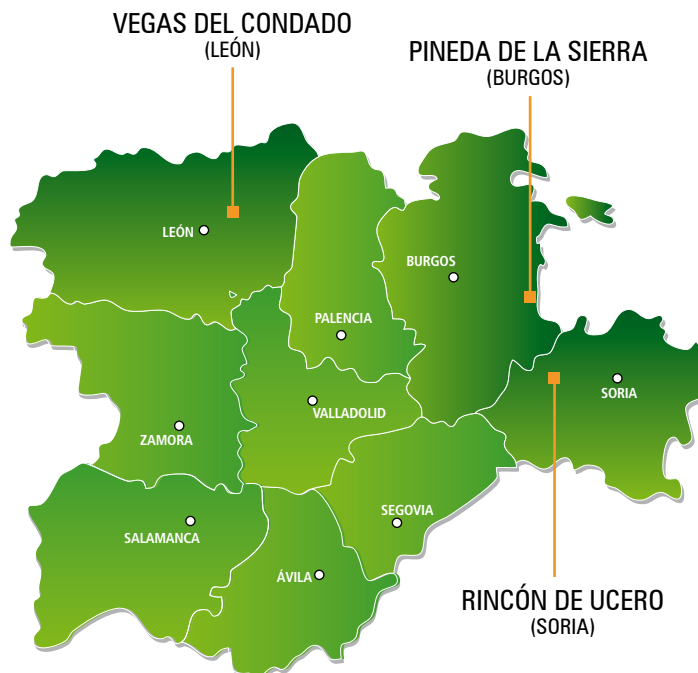 VEGAS DEL CONDADO
(LEÓN)
PINEDA DE LA SIERRA
(BURGOS)
LEÓN
BURGOS
PALENCIA
SORIA
VALLADOLID
ZAMORA
SEGOVIA
SALAMANCA
ÁVILA
RINCÓN DE UCERO
(SORIA)